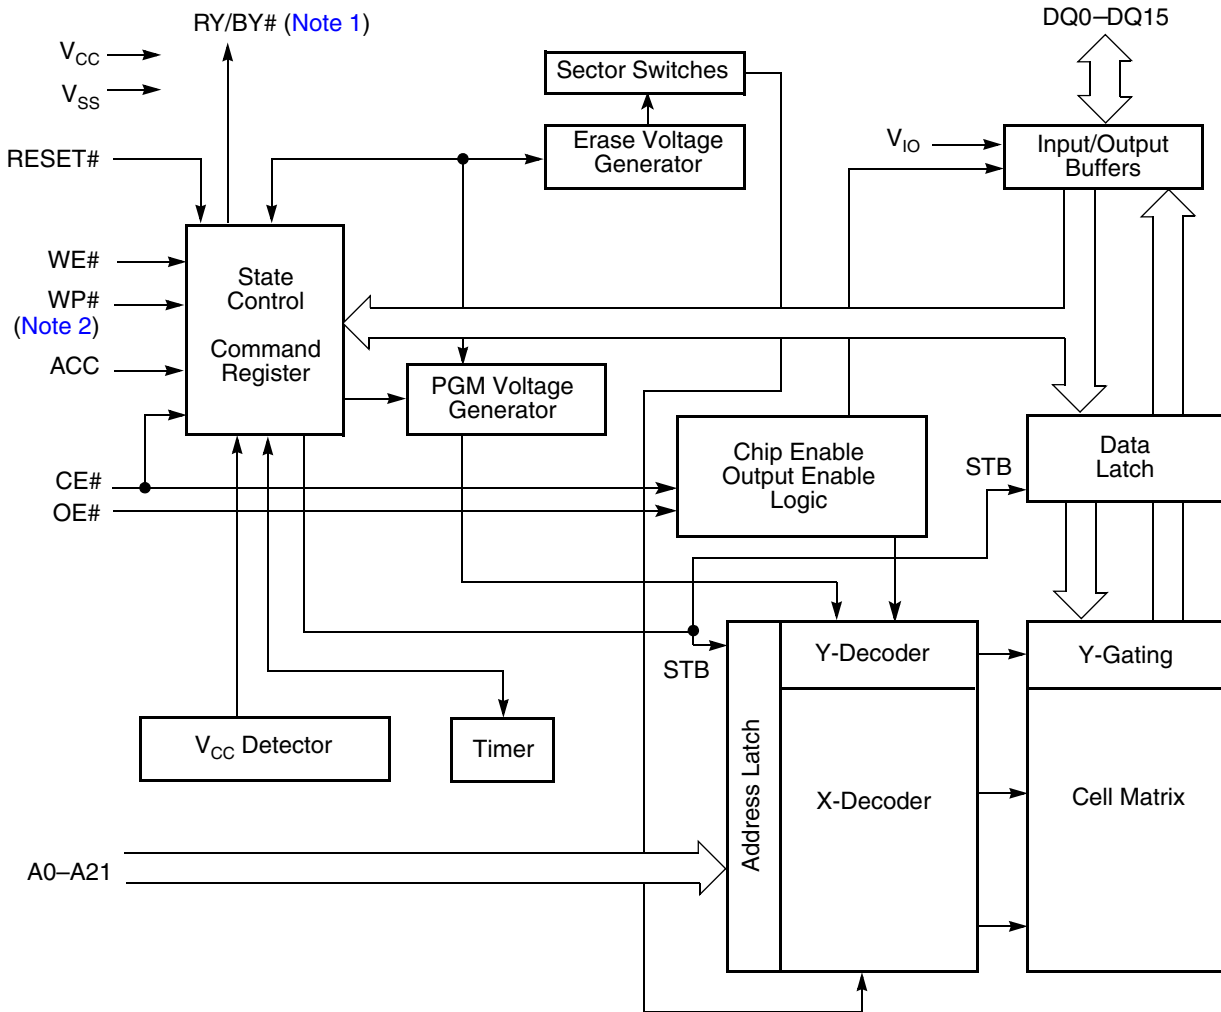 RY/BY# (Note 1)
DQ0–DQ15
VCC
VSS
Sector Switches
RESET#
Erase Voltage
Generator
VIO
Input/Output
Buffers
WE#
WP#
(Note 2)
ACC
State
Control
Command
Register
PGM Voltage
Generator
CE#
OE#
Chip Enable
Output Enable
Logic
STB
Data
Latch
STB
Y-Decoder
Y-Gating
VCC Detector
Timer
Address Latch
X-Decoder
Cell Matrix
A0–A21